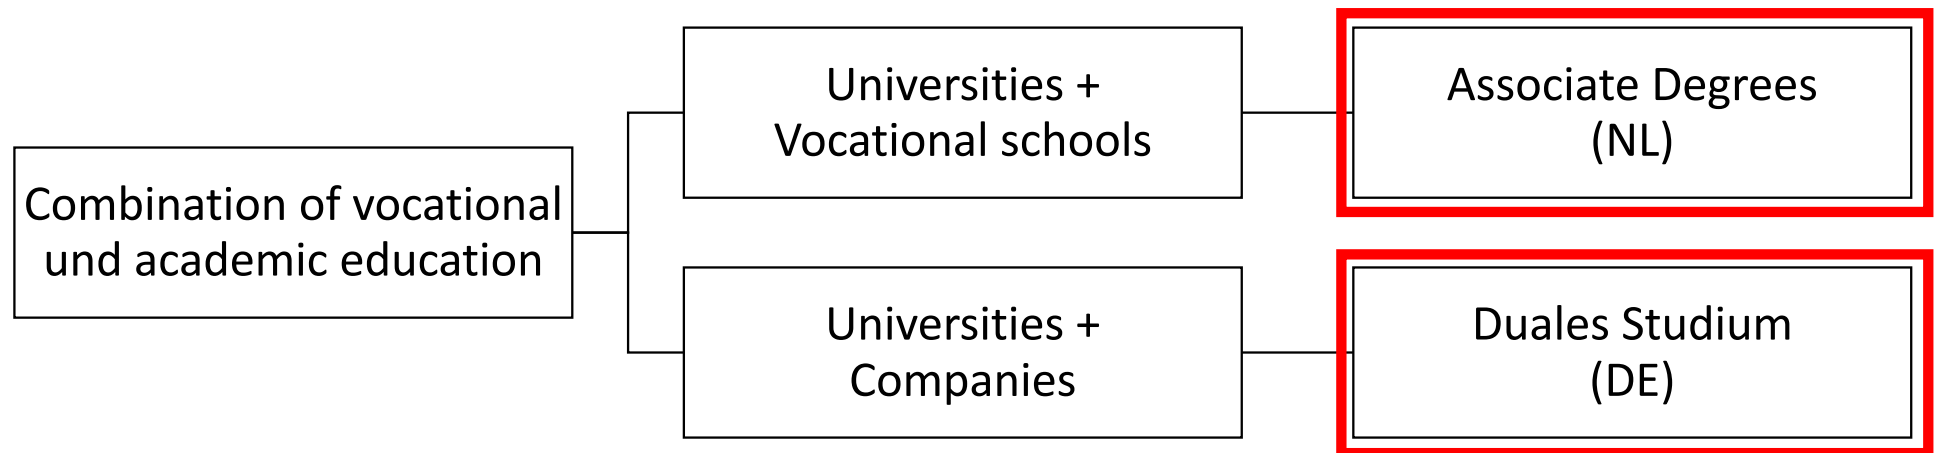 Combination of vocational
und academic education
Universities +
Vocational schools
Associate Degrees
(NL)
Universities +
Companies
Duales Studium
(DE)